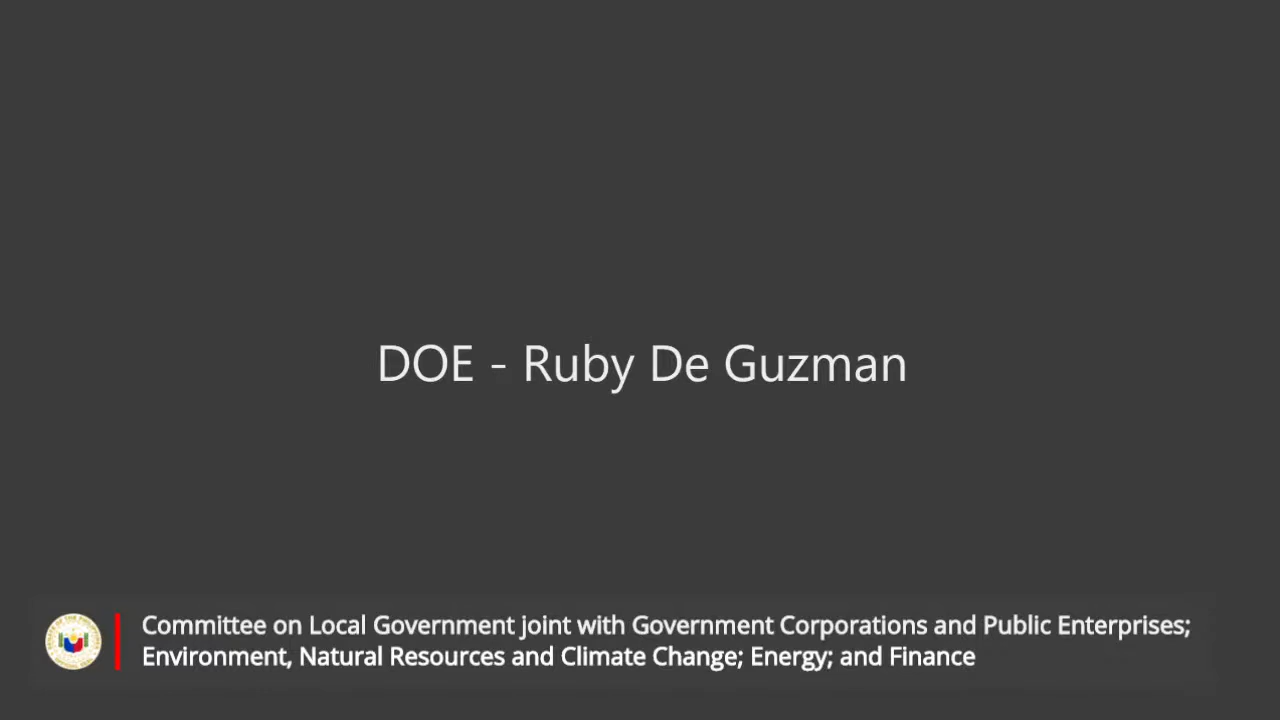 DOE - Ruby De Guzman
Committee on Local Government joint with Government Corporations and Public Enterprises;
Environment, Natural Resources and Climate Change; Energy; and Finance